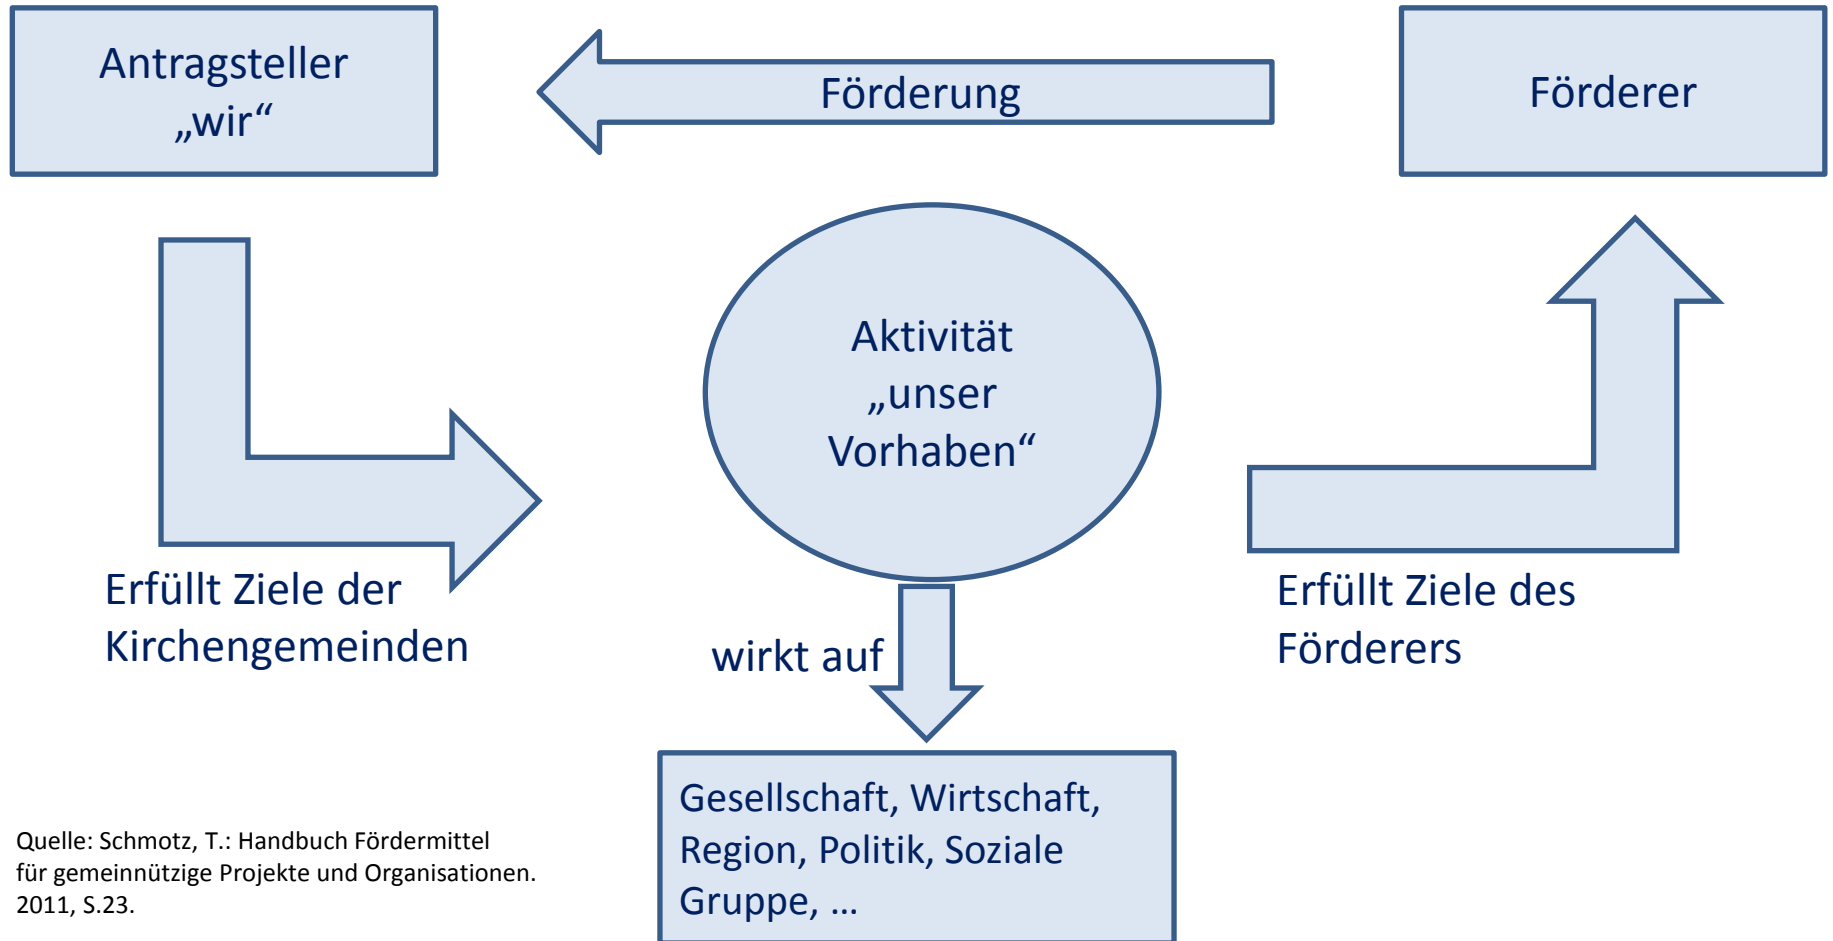 Antragsteller
„wir“
Förderung
Förderer
Aktivität
„unser
Vorhaben“
Erfüllt Ziele der
Kirchengemeinden
wirkt auf
Erfüllt Ziele des
Förderers
Gesellschaft, Wirtschaft,
Region, Politik, Soziale
Gruppe, ...
Quelle: Schmotz, T.: Handbuch Fördermittel
für gemeinnützige Projekte und Organisationen.
2011, S.23.